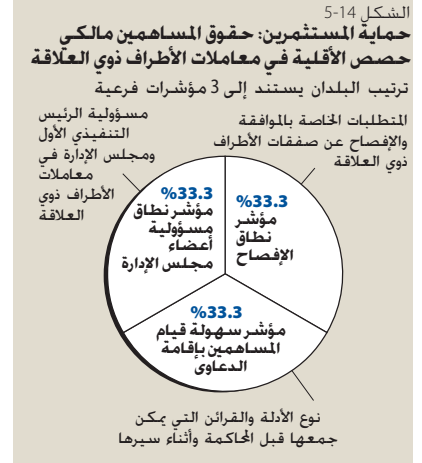 الشكل 14-5
حماية المستثمرين: حقوق المساهمين مالكي
حصص الأقلية في معاملات الأطراف ذوي العلاقة
ترتيب البلدان يستند إلى 3 مؤشرات فرعية
المتطلبات الخاصة بالموافقة
والإفصاح عن صفقات الأطراف
ذوي العلاقة
مسؤولية الرئيس
التنفيذي الأول
ومجلس الإدارة في
معاملات
الأطراف ذوي
العلاقة
%33.3
مؤشر
نطاق
الإفصاح
%33.3
مؤشر نطاق
مسؤولية
أعضاء
مجلس الإدارة
%33.3
مؤشر سهولة قيام
المساهمين بإقامة
الدعاوى
نوع الأدلة والقرائن التي يمكن
جمعها قبل المحاكمة وأثناء سيرها